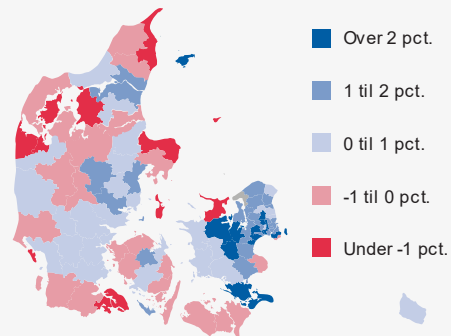 Over 2 pct.
1 til 2 pct.
0 til 1 pct.
-1 til 0 pct.
Under -1 pct.